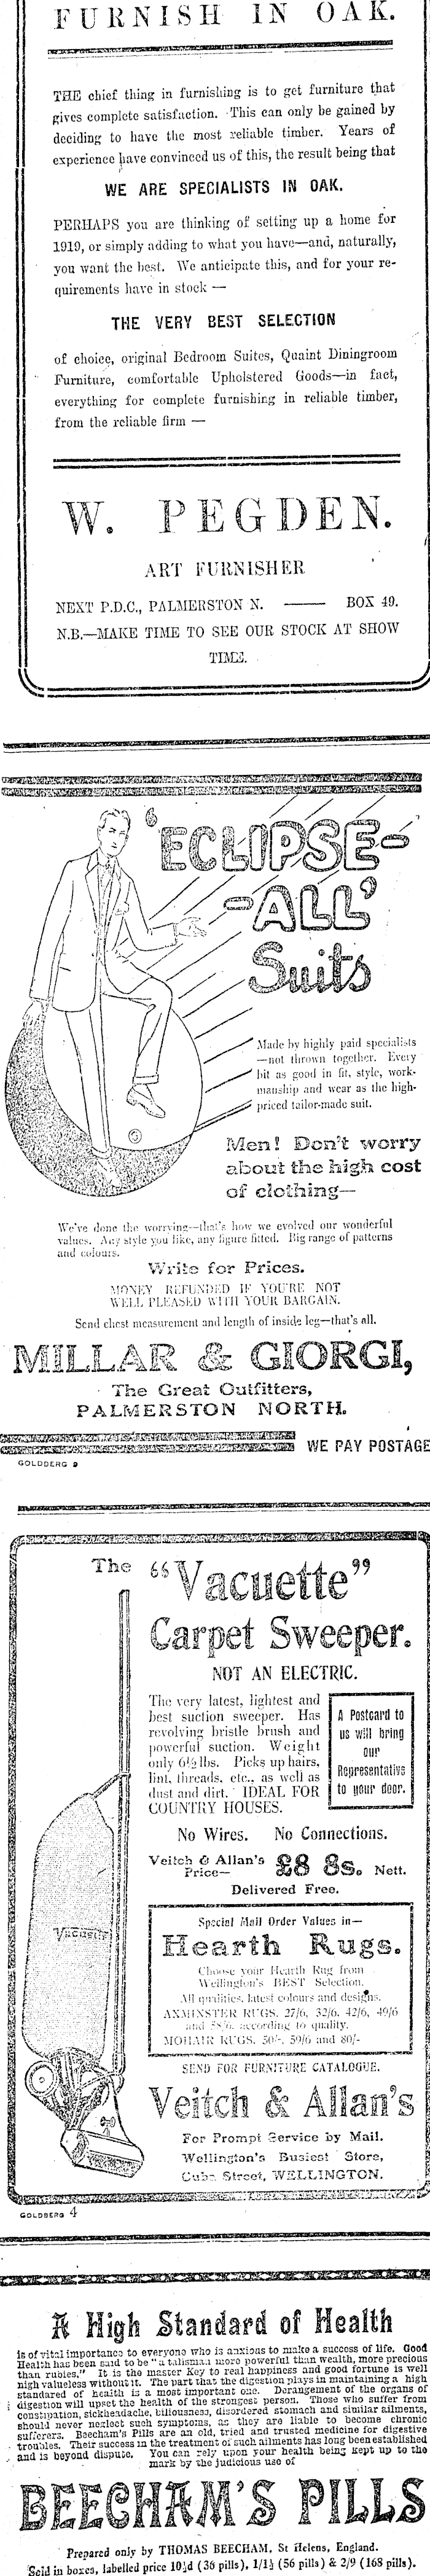 FURNISH IN OAK.
THE chief thing in furnishing is to get furniture that
gives complete satisfaction. This can only be gained by
deciding to have the most reliable timber. Years of
experience have convinced us of this, the result being that
WE ARE SPECIALISTS IN OAK.
PERHAPS you are thinking of setting up a home for
1919, or simply adding to what you have—and, naturally,
you want the best. We anticipate this, and for your re-
quirements have in stock —
THE VERY BEST SELECTION
of choice, original Bedroom Suites, Quaint Diningroom
Furniture, comfortable Upholstered Goods—in fact,
everything for complete furnishing in reliable timber,
from the reliable firm —
W. PEGDEN.
ART FURNISHER
NEXT P.D.C., PALMERSTON N. —— BOX 49.
N.B.—MAKE TIME TO SEE OUR STOCK AT SHOW
TIME.
'ECLIPSE-
-ALL'
Suits
Made by highly paid specialists
—not thrown together. Every
bit as good in fit, style, work-
manship and wear as the high-
priced tailor-made suit.
Men! Don't worry
about the high cost
of clothing—
We've done the worrying—that's how we evolved our wonderful
values. Any style you like, any figure fitted. Big range of patterns
and colours.
Write for Prices.
MONEY REFUNDED IF YOU'RE NOT
WELL PLEASED WITH YOUR BARGAIN.
Send chest measurement and length of inside leg—that's all.
MILLAR & GIORGI,
The Great Outfitters,
PALMERSTON NORTH.
WE PAY POSTAGE
GOLDBERG 9
The "Vacuette"
Carpet Sweeper.
NOT AN ELECTRIC.
The very latest, lightest and
best suction sweeper. Has
revolving bristle brush and
powerful suction. Weight
only 6½ lbs. Picks up hairs,
lint, threads, etc., as well as
dust and dirt. IDEAL FOR
COUNTRY HOUSES.
A Postcard to
us will bring
our
Representative
to your door.
No Wires. No Connections.
Veitch & Allan's
Price— £8 8s. Nett.
Delivered Free.
Vacuette
Special Mail Order Values in—
Hearth Rugs.
Choose your Hearth Rug from
Wellington's BEST Selection.
All qualities, latest colours and designs.
AXMINSTER RUGS, 27/6, 32/6, 42/6, 49/6
and 58/6, according to quality.
MOHAIR RUGS, 50/-, 59/6 and 80/-
SEND FOR FURNITURE CATALOGUE.
Veitch & Allan's
For Prompt Service by Mail.
Wellington's Busiest Store,
Cuba Street, WELLINGTON.
GOLDBERG 4
A High Standard of Health
is of vital importance to everyone who is anxious to make a success of life. Good
Health has been said to be "a talisman more powerful than wealth, more precious
than rubies." It is the master Key to real happiness and good fortune is well
nigh valueless without it. The part that the digestion plays in maintaining a high
standard of health is a most important one. Derangement of the organs of
digestion will upset the health of the strongest person. Those who suffer from
constipation, sickheadache, biliousness, disordered stomach and similar ailments,
should never neglect such symptoms, as they are liable to become chronic
sufferers. Beecham's Pills are an old, tried and trusted medicine for digestive
troubles. Their success in the treatment of such ailments has long been established
and is beyond dispute. You can rely upon your health being kept up to the
mark by the judicious use of
BEECHAM'S PILLS
Prepared only by THOMAS BEECHAM, St Helens, England.
Sold in boxes, labelled price 10½d (36 pills), 1/1½ (56 pills) & 2/9 (168 pills).